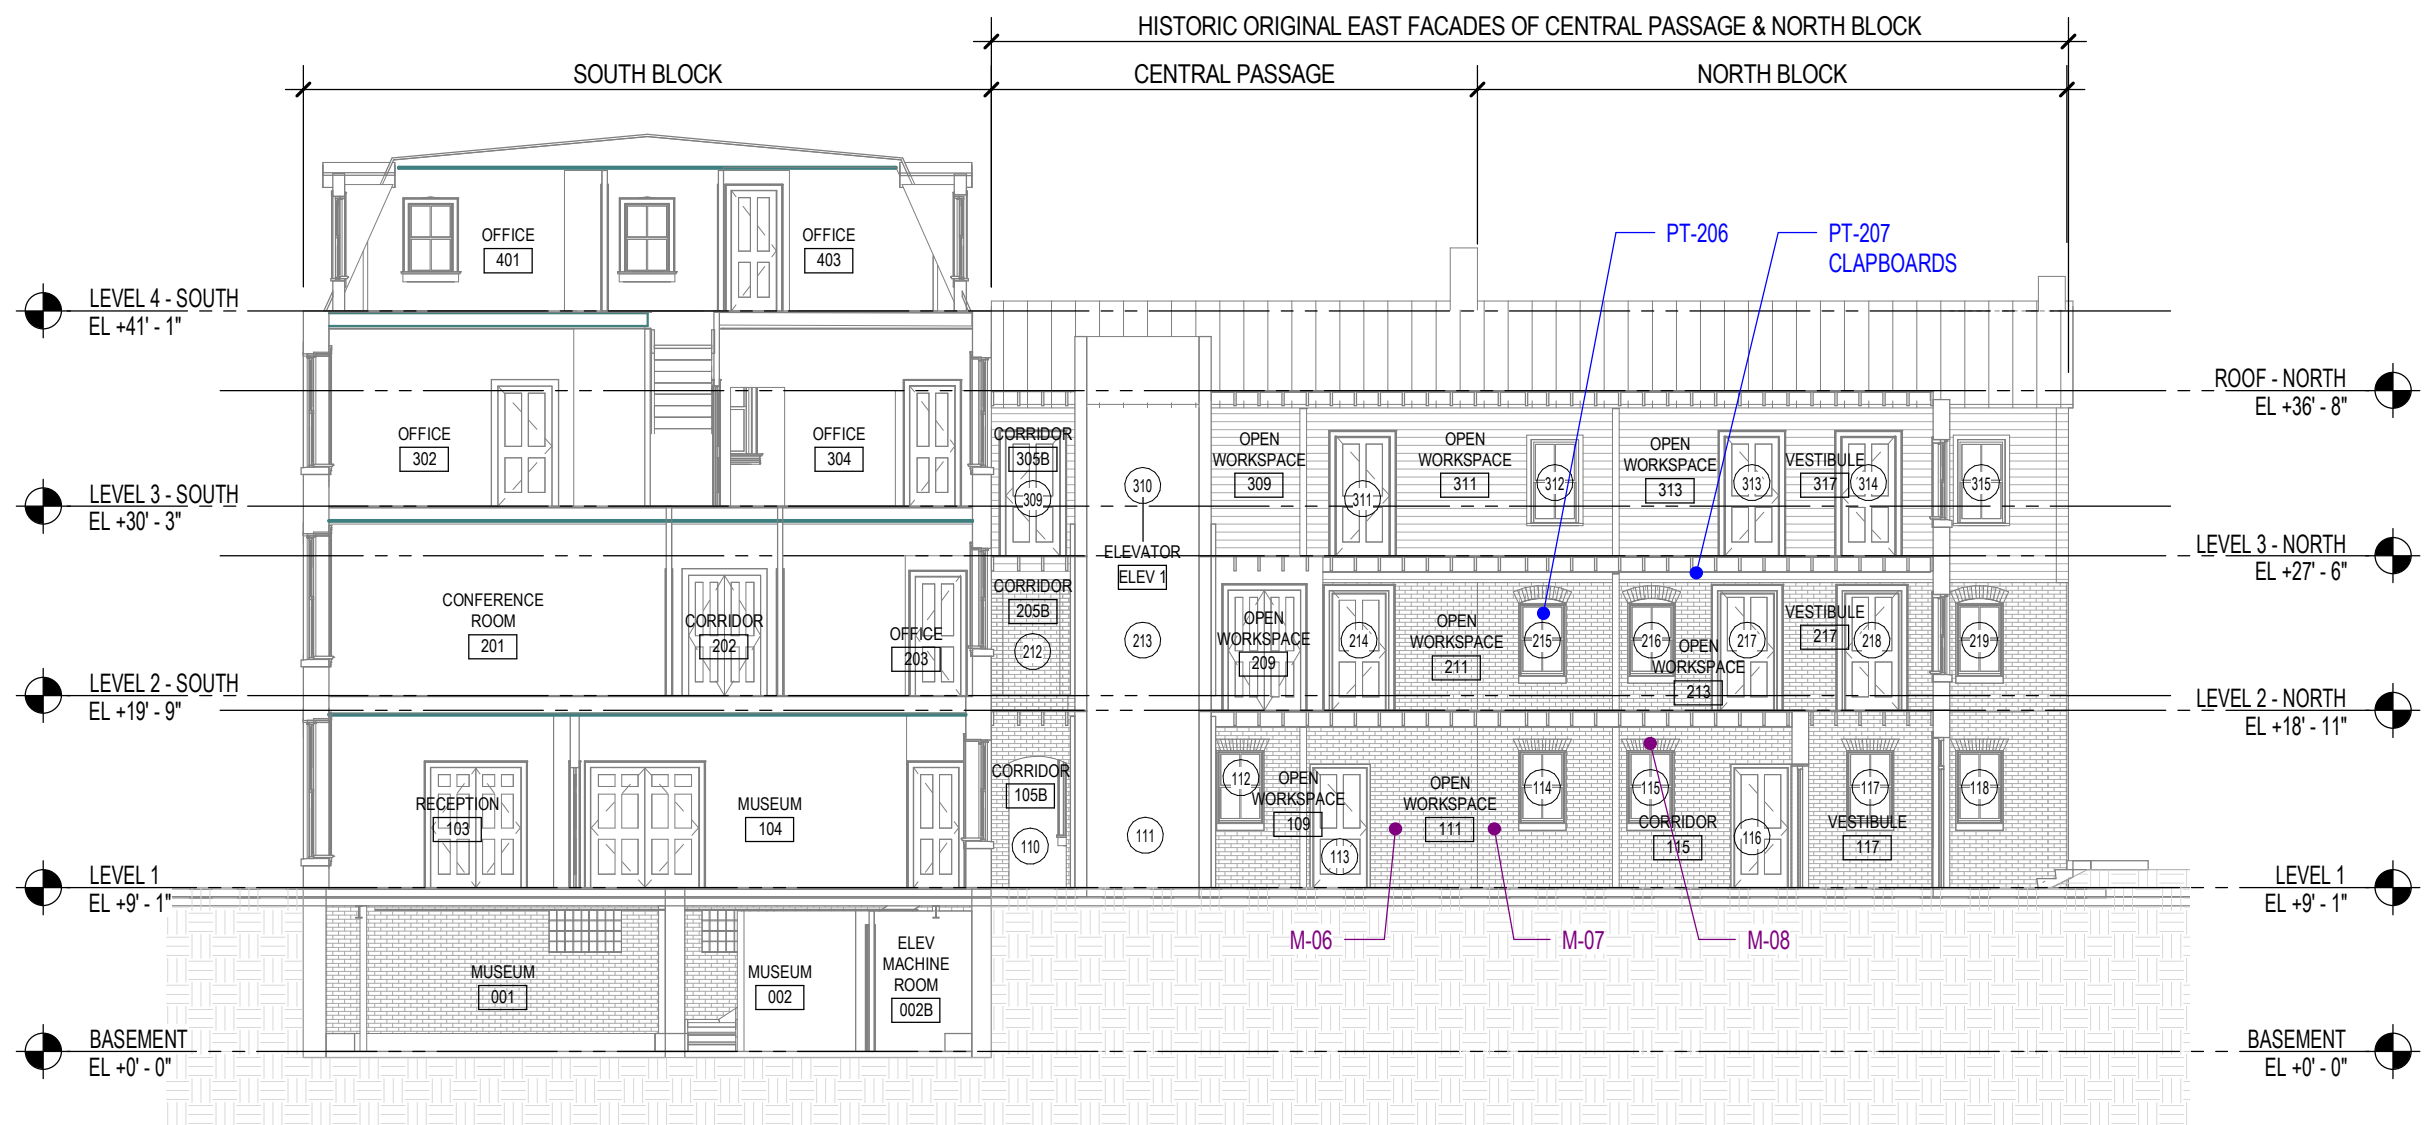 HISTORIC ORIGINAL EAST FACADES OF CENTRAL PASSAGE & NORTH BLOCK
SOUTH BLOCK
CENTRAL PASSAGE
NORTH BLOCK
PT-206
PT-207
CLAPBOARDS
OFFICE
401
OFFICE
403
LEVEL 4 - SOUTH
EL +41' - 1"
ROOF - NORTH
EL +36' - 8"
OFFICE
302
OFFICE
304
CORRIDOR
305B
309
310
OPEN
WORKSPACE
309
311
OPEN
WORKSPACE
311
312
OPEN
WORKSPACE
313
313
VESTIBULE
317
314
315
LEVEL 3 - SOUTH
EL +30' - 3"
ELEVATOR
ELEV 1
LEVEL 3 - NORTH
EL +27' - 6"
CONFERENCE
ROOM
201
CORRIDOR
202
OFFICE
203
CORRIDOR
205B
212
213
OPEN
WORKSPACE
209
214
OPEN
WORKSPACE
211
215
216
OPEN
WORKSPACE
213
217
VESTIBULE
217
218
219
LEVEL 2 - SOUTH
EL +19' - 9"
LEVEL 2 - NORTH
EL +18' - 11"
RECEPTION
103
MUSEUM
104
CORRIDOR
105B
110
111
112
OPEN
WORKSPACE
109
113
OPEN
WORKSPACE
111
114
115
CORRIDOR
115
116
VESTIBULE
117
117
118
LEVEL 1
EL +9' - 1"
LEVEL 1
EL +9' - 1"
M-06
M-07
M-08
MUSEUM
001
MUSEUM
002
ELEV
MACHINE
ROOM
002B
BASEMENT
EL +0' - 0"
BASEMENT
EL +0' - 0"